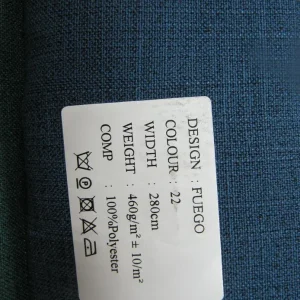 DESIGN : FUEGO
COLOUR : 22
WIDTH : 280cm
WEIGHT : 460g/m² ± 10/m²
COMP : 100%Polyester